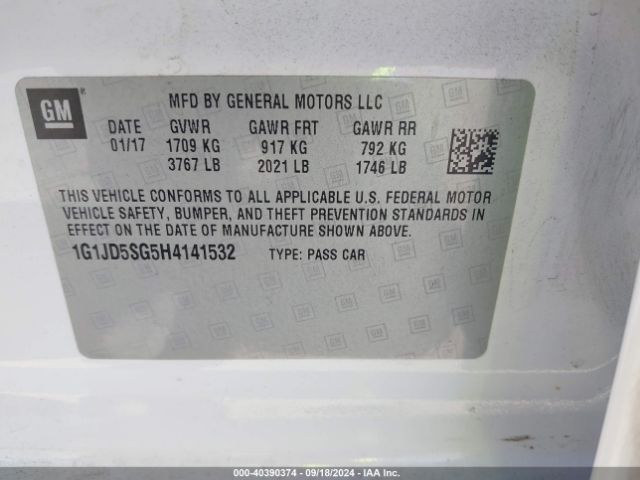 GM ®
MFD BY GENERAL MOTORS LLC
DATE GVWR GAWR FRT GAWR RR
01/17 1709 KG 917 KG 792 KG
3767 LB 2021 LB 1746 LB
THIS VEHICLE CONFORMS TO ALL APPLICABLE U.S. FEDERAL MOTOR
VEHICLE SAFETY, BUMPER, AND THEFT PREVENTION STANDARDS IN
EFFECT ON THE DATE OF MANUFACTURE SHOWN ABOVE.
1G1JD5SG5H4141532 TYPE: PASS CAR
000-40390374 - 09/18/2024 - IAA Inc.